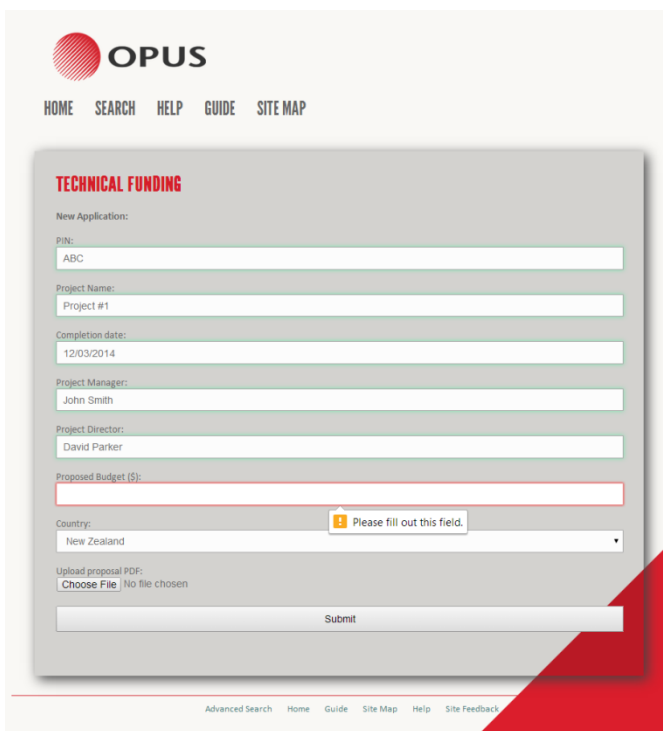 OPUS
HOME SEARCH HELP GUIDE SITE MAP
TECHNICAL FUNDING
New Application:
PIN:
ABC
Project Name:
Project #1
Completion date:
12/03/2014
Project Manager:
John Smith
Project Director:
David Parker
Proposed Budget ($):
! Please fill out this field.
Country:
New Zealand
Upload proposal PDF:
Choose File No file chosen
Submit
Advanced Search Home Guide Site Map Help Site Feedback